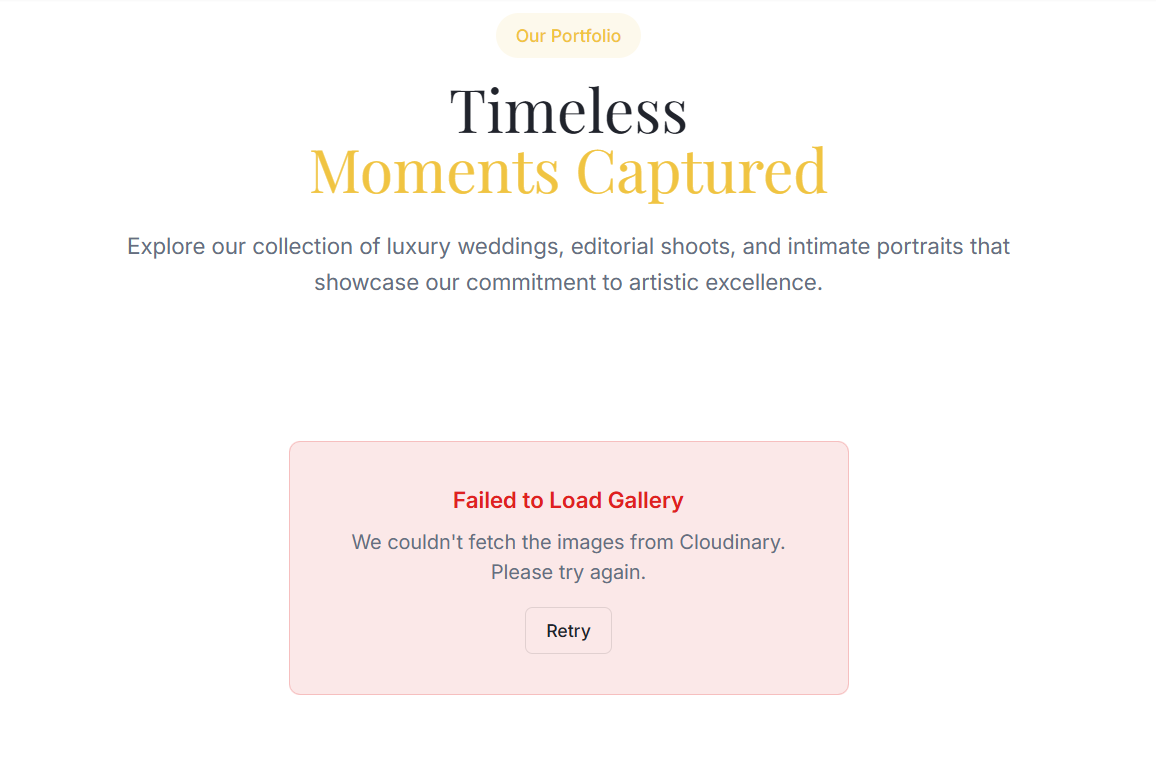 Our Portfolio
Timeless
Moments Captured
Explore our collection of luxury weddings, editorial shoots, and intimate portraits that
showcase our commitment to artistic excellence.
Failed to Load Gallery
We couldn't fetch the images from Cloudinary.
Please try again.
Retry